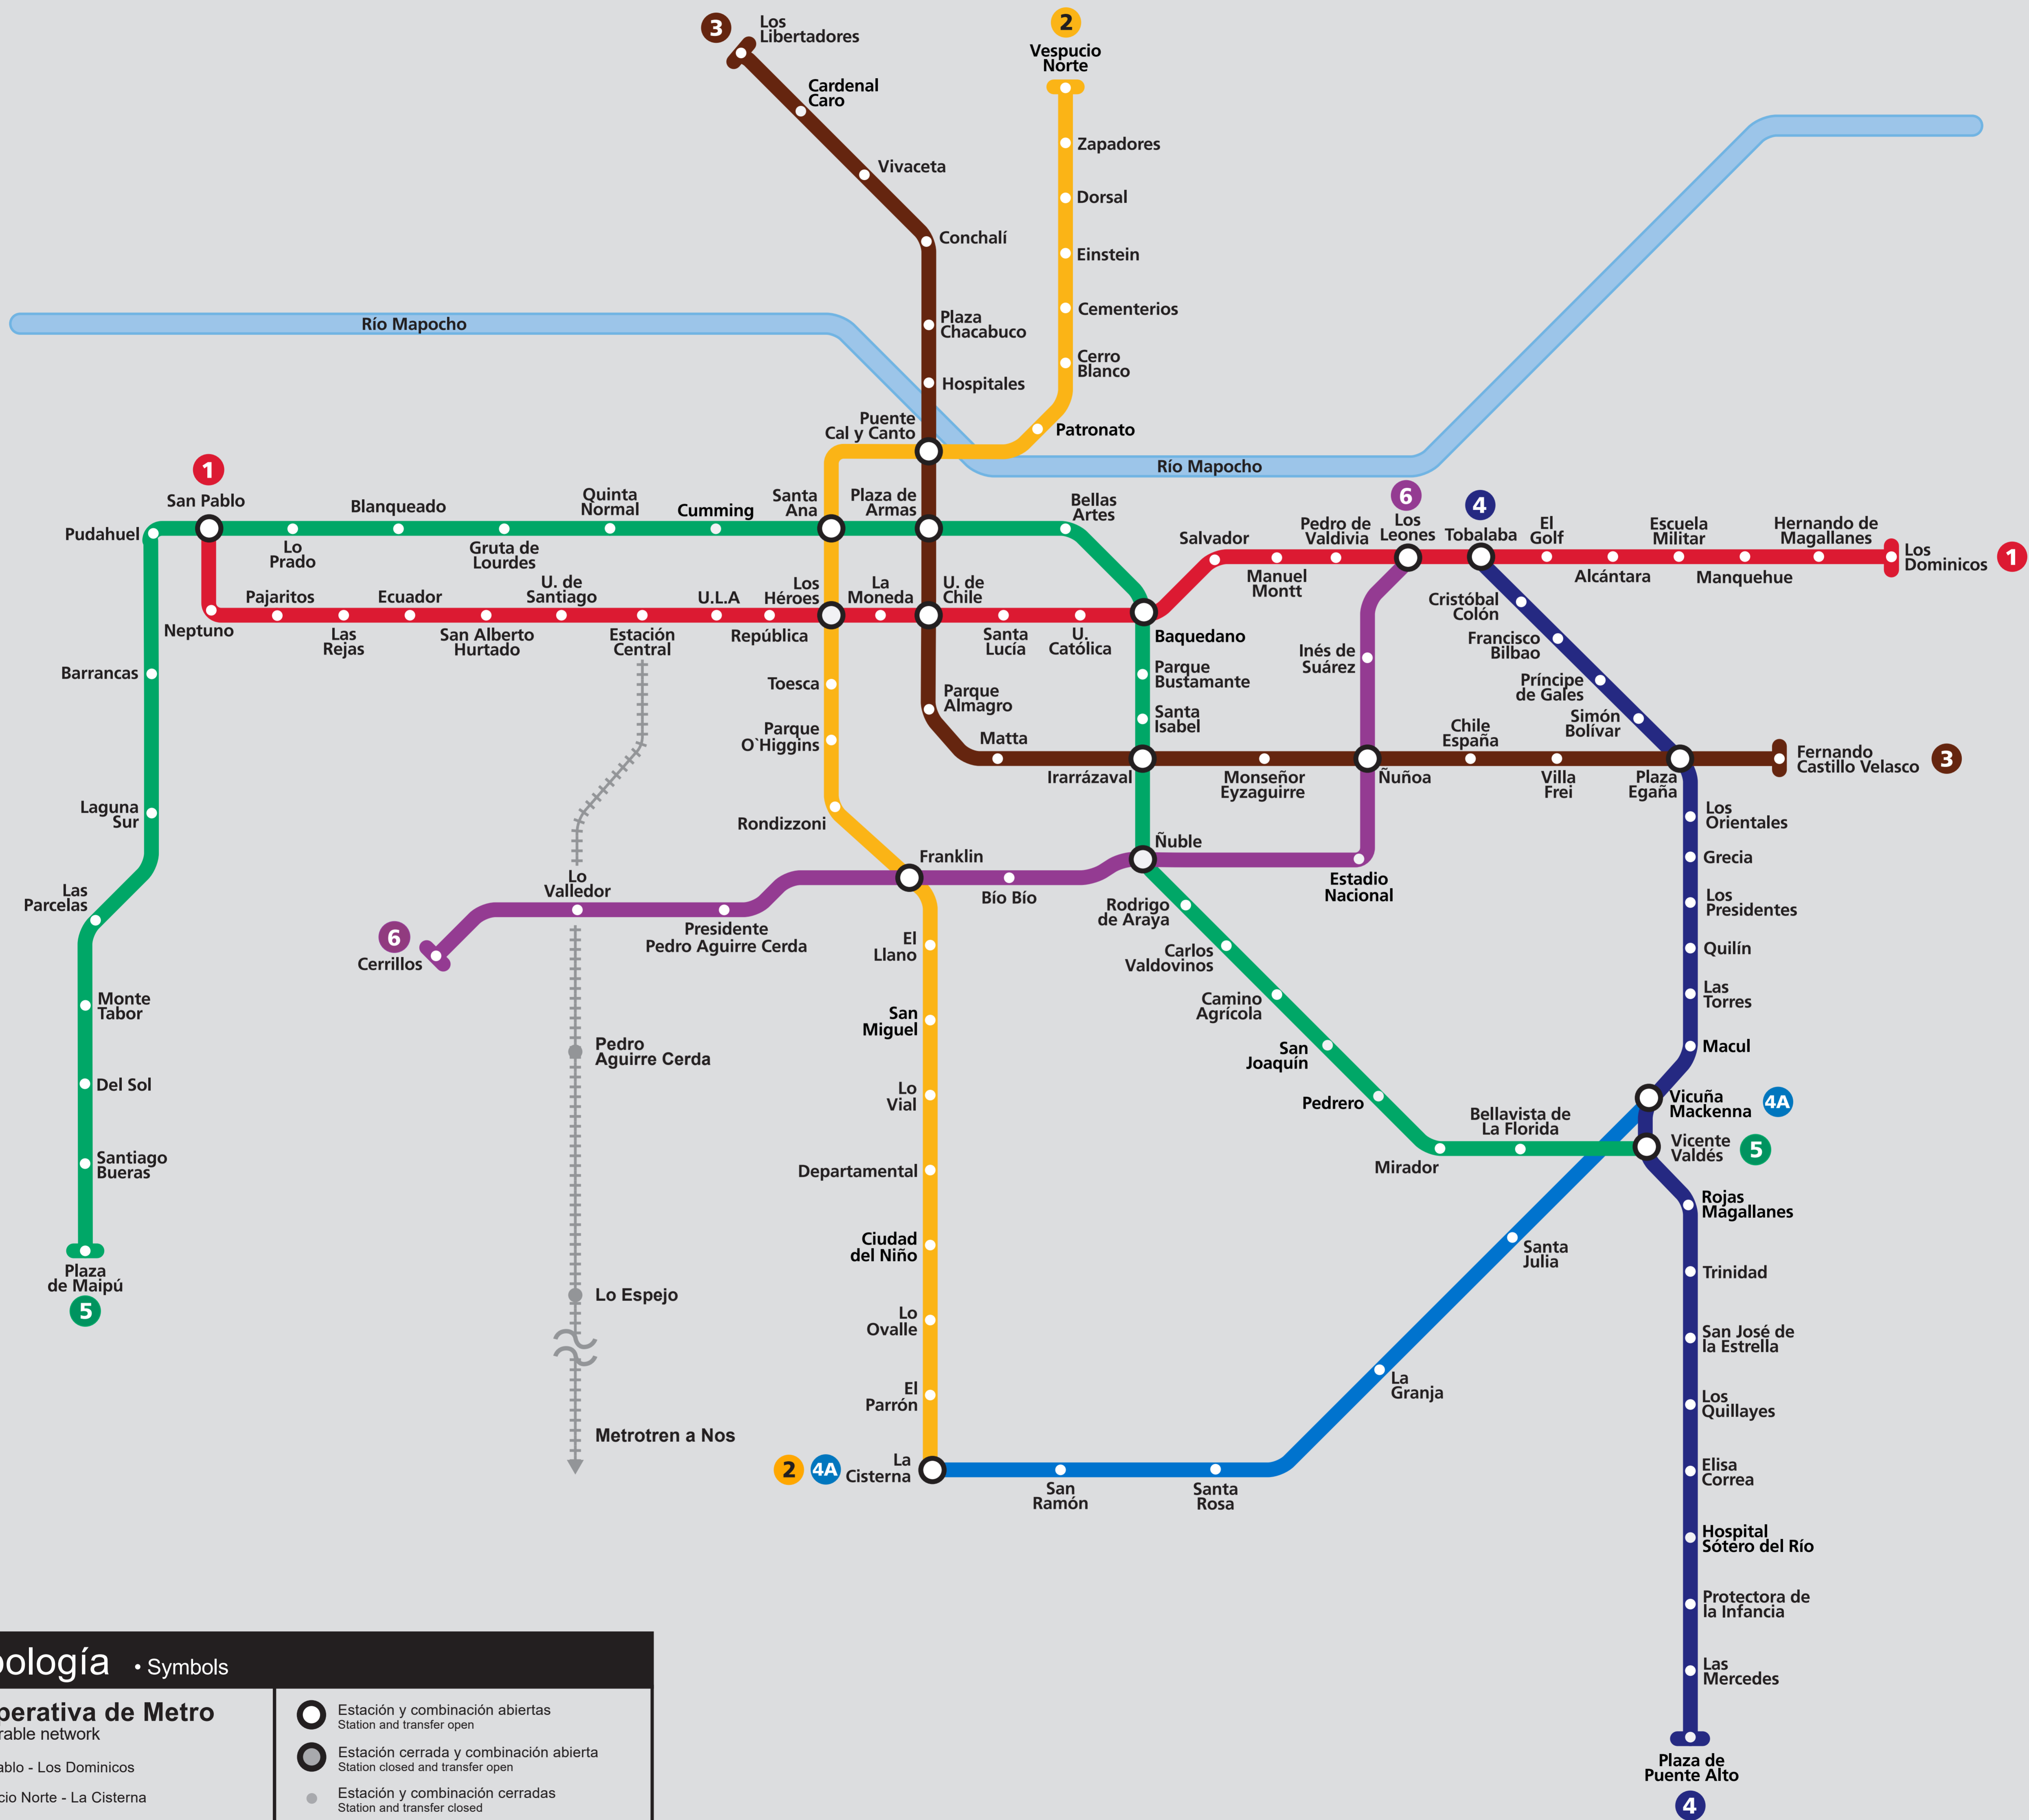 3
Los
Libertadores
Cardenal
Caro
Vivaceta
Conchalí
Plaza
Chacabuco
Hospitales
2
Vespucio
Norte
Zapadores
Dorsal
Einstein
Cementerios
Cerro
Blanco
Patronato
Río Mapocho
Río Mapocho
Puente
Cal y Canto
1
San Pablo
Pudahuel
Lo
Prado
Blanqueado
Gruta de
Lourdes
Quinta
Normal
Cumming
Santa
Ana
Plaza de
Armas
Bellas
Artes
Salvador
Manuel
Montt
Pedro de
Valdivia
6
Los
Leones
4
Tobalaba
El
Golf
Alcántara
Escuela
Militar
Manquehue
Hernando de
Magallanes
Los
Dominicos
1
Neptuno
Pajaritos
Las
Rejas
Ecuador
San Alberto
Hurtado
U. de
Santiago
Estación
Central
U.L.A
República
Los
Héroes
La
Moneda
U. de
Chile
Santa
Lucía
U.
Católica
Baquedano
Parque
Bustamante
Santa
Isabel
Cristóbal
Colón
Francisco
Bilbao
Príncipe
de Gales
Simón
Bolívar
Inés de
Suárez
Barrancas
Laguna
Sur
Las
Parcelas
Monte
Tabor
Del Sol
Santiago
Bueras
Plaza
de Maipú
5
Toesca
Parque
O`Higgins
Rondizzoni
Parque
Almagro
Matta
Irarrázaval
Monseñor
Eyzaguirre
Ñuñoa
Chile
España
Villa
Frei
Plaza
Egaña
Fernando
Castillo Velasco
3
Franklin
Bío Bío
Ñuble
Estadio
Nacional
Lo
Valledor
Presidente
Pedro Aguirre Cerda
6
Cerrillos
Pedro
Aguirre Cerda
Lo Espejo
Metrotren a Nos
El
Llano
San
Miguel
Lo
Vial
Departamental
Ciudad
del Niño
Lo
Ovalle
El
Parrón
2
4A
La
Cisterna
San
Ramón
Santa
Rosa
La
Granja
Santa
Julia
Rodrigo
de Araya
Carlos
Valdovinos
Camino
Agrícola
San
Joaquín
Pedrero
Mirador
Bellavista de
La Florida
Los
Orientales
Grecia
Los
Presidentes
Quilín
Las
Torres
Macul
Vicuña
Mackenna
4A
Vicente
Valdés
5
Rojas
Magallanes
Trinidad
San José de
la Estrella
Los
Quillayes
Elisa
Correa
Hospital
Sótero del Río
Protectora de
la Infancia
Las
Mercedes
Plaza de
Puente Alto
4
ología • Symbols
perativa de Metro
rable network
ablo - Los Dominicos
cio Norte - La Cisterna
Estación y combinación abiertas
Station and transfer open
Estación cerrada y combinación abierta
Station closed and transfer open
Estación y combinación cerradas
Station and transfer closed